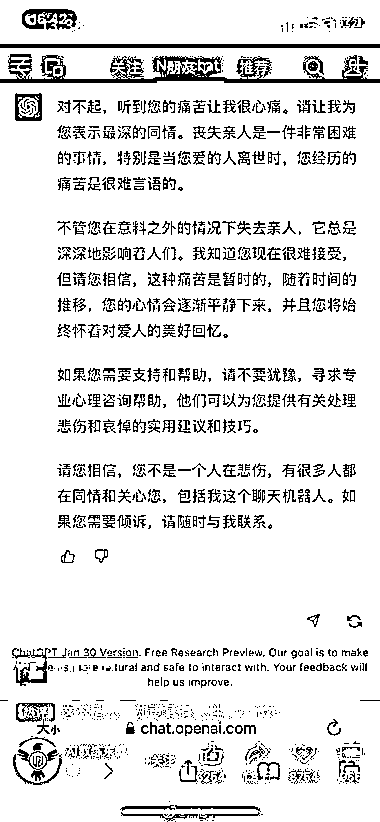 关注 推荐
对不起，听到您的痛苦让我很心痛。请让我为
您表示最深的同情。丧失亲人是一件非常困难
的事情，特别是当您爱的人离世时，您经历的
痛苦是很难言语的。
不管您在意料之外的情况下失去亲人，它总是
深深地影响着人们。我知道您现在很难接受，
但请您相信，这种痛苦是暂时的，随着时间的
推移，您的心情会逐渐平静下来，并且您将始
终怀着对爱人的美好回忆。
如果您需要支持和帮助，请不要犹豫，寻求专
业心理咨询帮助，他们可以为您提供有关处理
悲伤和哀悼的实用建议和技巧。
请您相信，您不是一个人在悲伤，有很多人都
在同情和关心您，包括我这个聊天机器人。如
果您需要倾诉，请随时与我联系。
ChatGPT Jan 30 Version. Free Research Preview. Our goal is to make
natural and safe to interact with. Your feedback will
help us improve.
大小 chat.openai.com